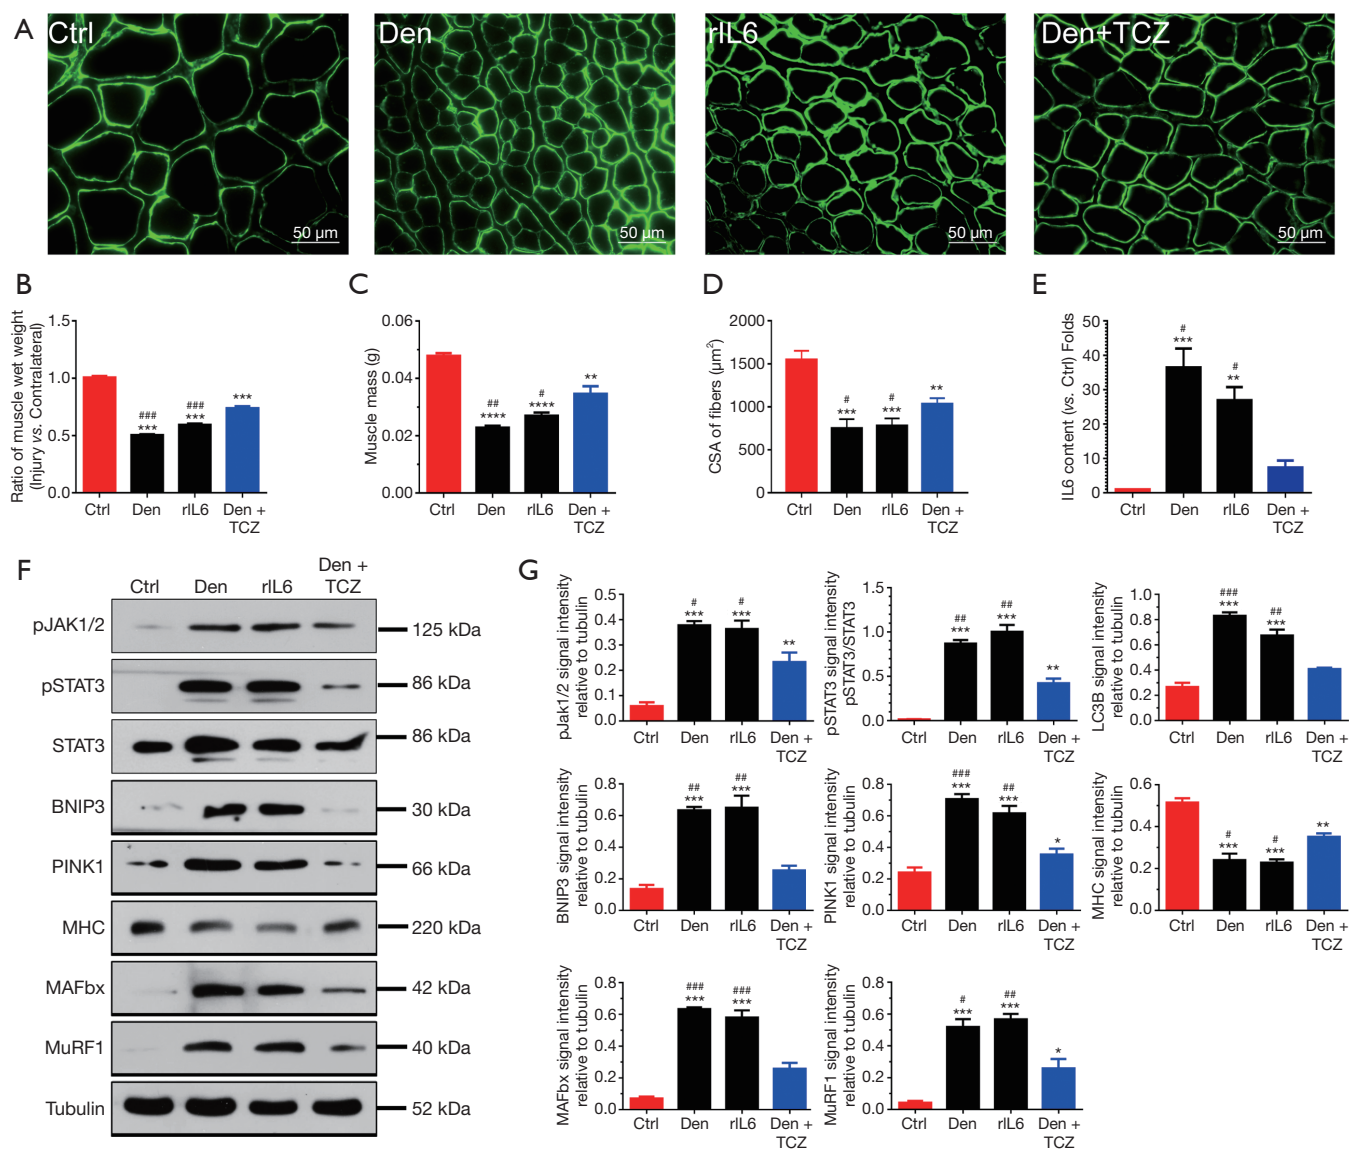 A
Ctrl
Den
rIL6
Den+TCZ
50 µm
50 µm
50 µm
50 µm
B
Ratio of muscle wet weight
(Injury vs. Contralateral)
1.5
1.0
0.5
0.0
###
***
###
***
***
Ctrl
Den
rIL6
Den +
TCZ
C
Muscle mass (g)
0.06
0.04
0.02
0.00
##
****
#
****
**
Ctrl
Den
rIL6
Den +
TCZ
D
CSA of fibers (µm²)
2000
1500
1000
500
0
#
***
#
***
**
Ctrl
Den
rIL6
Den +
TCZ
E
IL6 content (vs. Ctrl) Folds
50
40
30
20
10
0
#
***
#
**
Ctrl
Den
rIL6
Den +
TCZ
F
Ctrl
Den
rIL6
Den +
TCZ
pJAK1/2
125 kDa
pSTAT3
86 kDa
STAT3
86 kDa
BNIP3
30 kDa
PINK1
66 kDa
MHC
220 kDa
MAFbx
42 kDa
MuRF1
40 kDa
Tubulin
52 kDa
G
pJak1/2 signal intensity
relative to tubulin
0.5
0.4
0.3
0.2
0.1
0.0
#
***
#
***
**
Ctrl
Den
rIL6
Den +
TCZ
pSTAT3 signal intensity
pSTAT3/STAT3
1.5
1.0
0.5
0.0
##
***
##
***
**
Ctrl
Den
rIL6
Den +
TCZ
LC3B signal intensity
relative to tubulin
1.0
0.8
0.6
0.4
0.2
0.0
###
***
##
***
Ctrl
Den
rIL6
Den +
TCZ
BNIP3 signal intensity
relative to tubulin
0.8
0.6
0.4
0.2
0.0
##
***
##
***
Ctrl
Den
rIL6
Den +
TCZ
PINK1 signal intensity
relative to tubulin
0.8
0.6
0.4
0.2
0.0
###
***
##
***
*
Ctrl
Den
rIL6
Den +
TCZ
MHC signal intensity
relative to tubulin
0.6
0.4
0.2
0.0
#
***
#
***
**
Ctrl
Den
rIL6
Den +
TCZ
MAFbx signal intensity
relative to tubulin
0.8
0.6
0.4
0.2
0.0
###
***
###
***
Ctrl
Den
rIL6
Den +
TCZ
MuRF1 signal intensity
relative to tubulin
0.8
0.6
0.4
0.2
0.0
#
***
##
***
*
Ctrl
Den
rIL6
Den +
TCZ